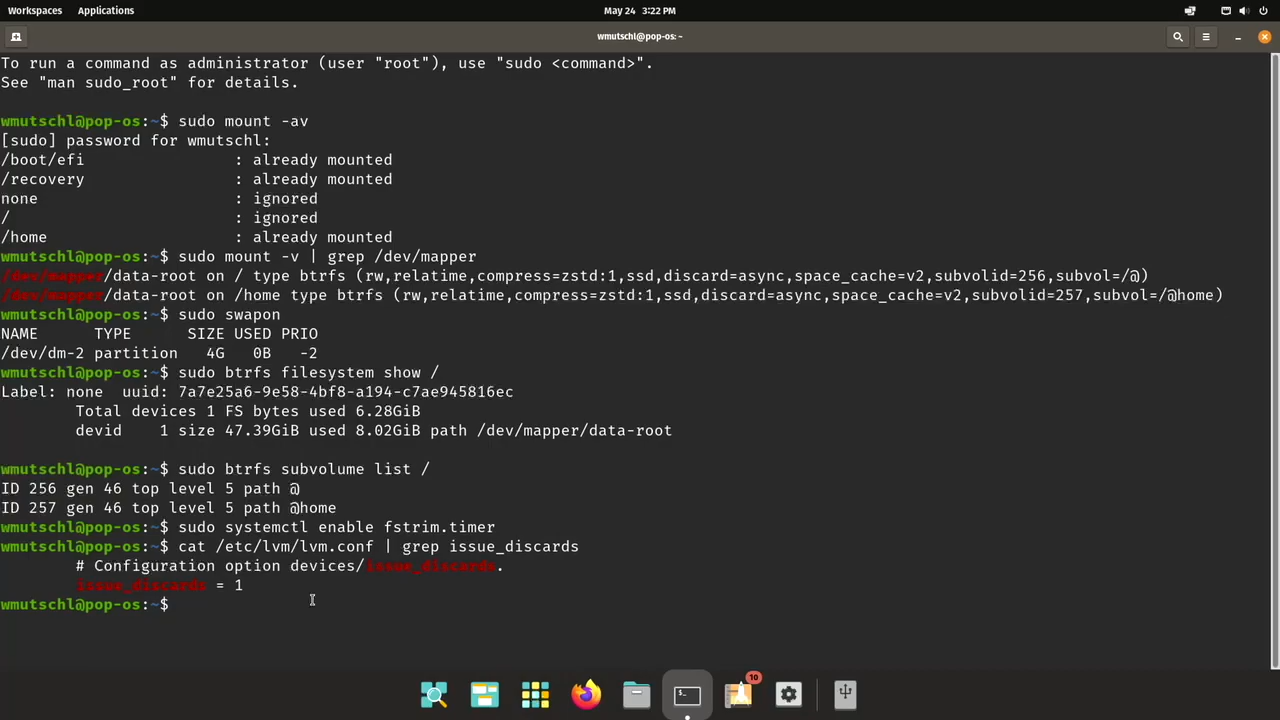 Workspaces Applications May 24 3:22 PM
wmutschl@pop-os: ~
To run a command as administrator (user "root"), use "sudo <command>".
See "man sudo_root" for details.
wmutschl@pop-os:~$ sudo mount -av
[sudo] password for wmutschl:
/boot/efi                : already mounted
/recovery                : already mounted
none                     : ignored
/                        : ignored
/home                    : already mounted
wmutschl@pop-os:~$ sudo mount -v | grep /dev/mapper
/dev/mapper/data-root on / type btrfs (rw,relatime,compress=zstd:1,ssd,discard=async,space_cache=v2,subvolid=256,subvol=/@)
/dev/mapper/data-root on /home type btrfs (rw,relatime,compress=zstd:1,ssd,discard=async,space_cache=v2,subvolid=257,subvol=/@home)
wmutschl@pop-os:~$ sudo swapon
NAME      TYPE      SIZE USED PRIO
/dev/dm-2 partition   4G   0B   -2
wmutschl@pop-os:~$ sudo btrfs filesystem show /
Label: none  uuid: 7a7e25a6-9e58-4bf8-a194-c7ae945816ec
        Total devices 1 FS bytes used 6.28GiB
        devid    1 size 47.39GiB used 8.02GiB path /dev/mapper/data-root
wmutschl@pop-os:~$ sudo btrfs subvolume list /
ID 256 gen 46 top level 5 path @
ID 257 gen 46 top level 5 path @home
wmutschl@pop-os:~$ sudo systemctl enable fstrim.timer
wmutschl@pop-os:~$ cat /etc/lvm/lvm.conf | grep issue_discards
        # Configuration option devices/issue_discards.
        issue_discards = 1
wmutschl@pop-os:~$
10